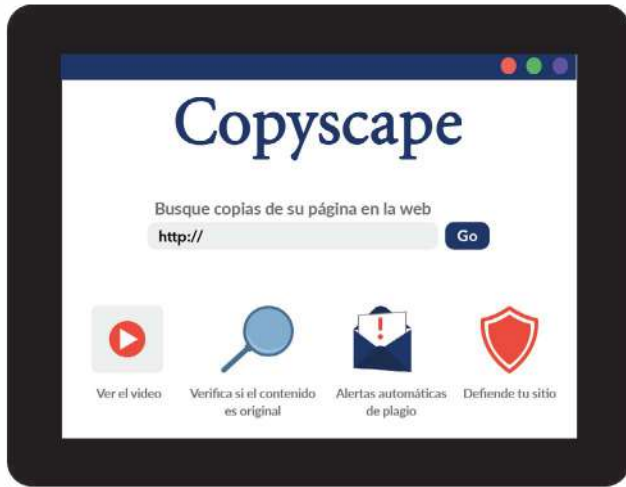 Copyscape
Busque copias de su página en la web
http://
Go
!
Ver el video
Verifica si el contenido
es original
Alertas automáticas
de plagio
Defiende tu sitio